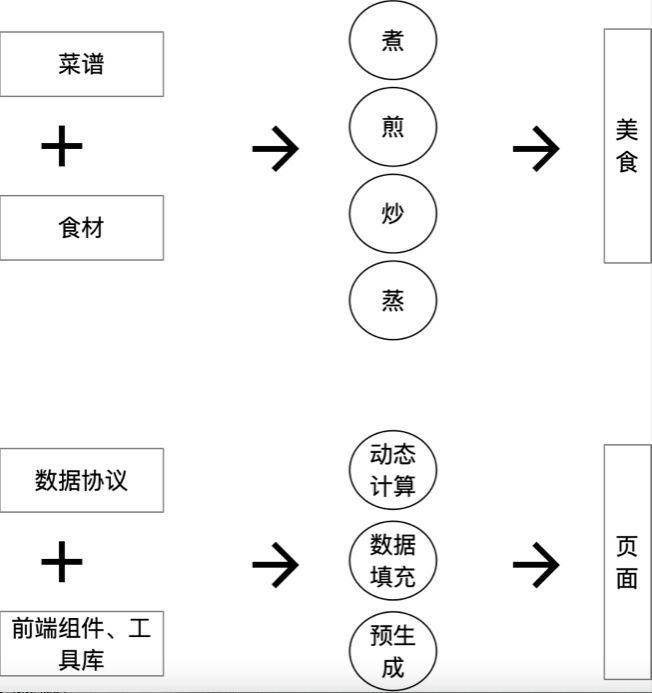 菜谱
食材
煮
煎
炒
蒸
美
食
数据协议
前端组件、工
具库
动态
计算
数据
填充
预生
成
页
面